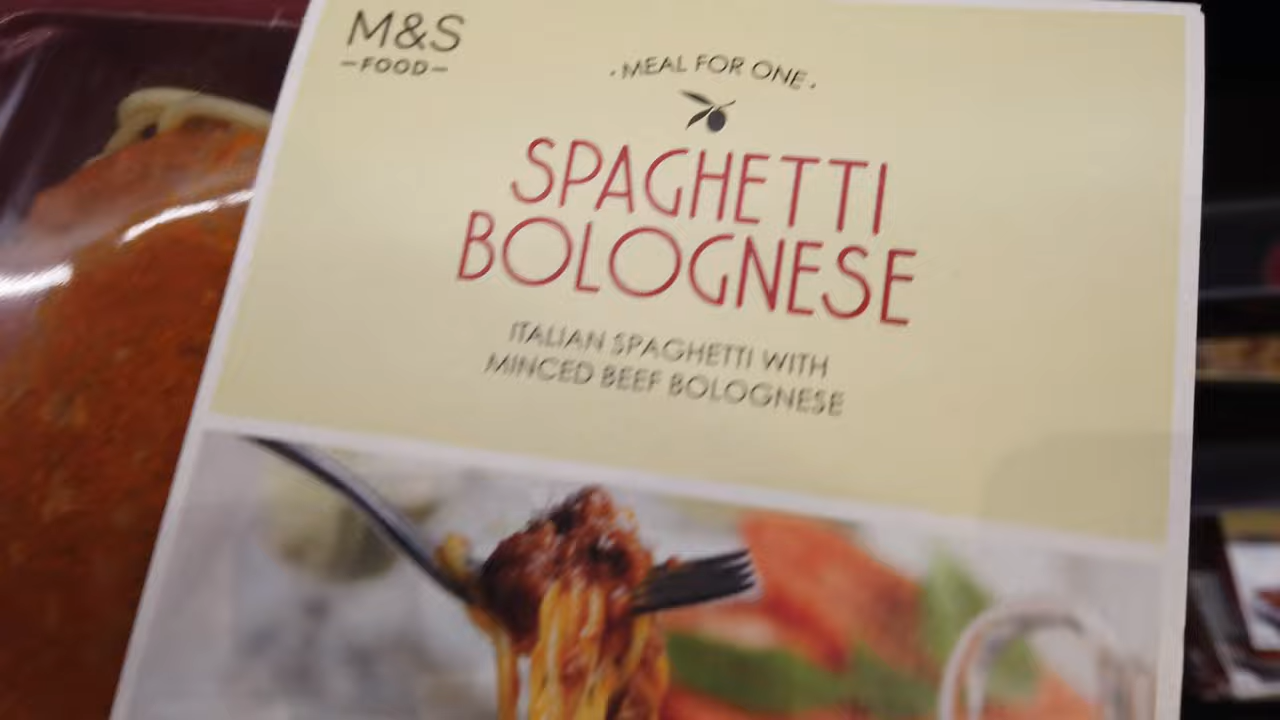 M&S
—FOOD—
· MEAL FOR ONE ·
SPAGHETTI
BOLOGNESE
ITALIAN SPAGHETTI WITH
MINCED BEEF BOLOGNESE